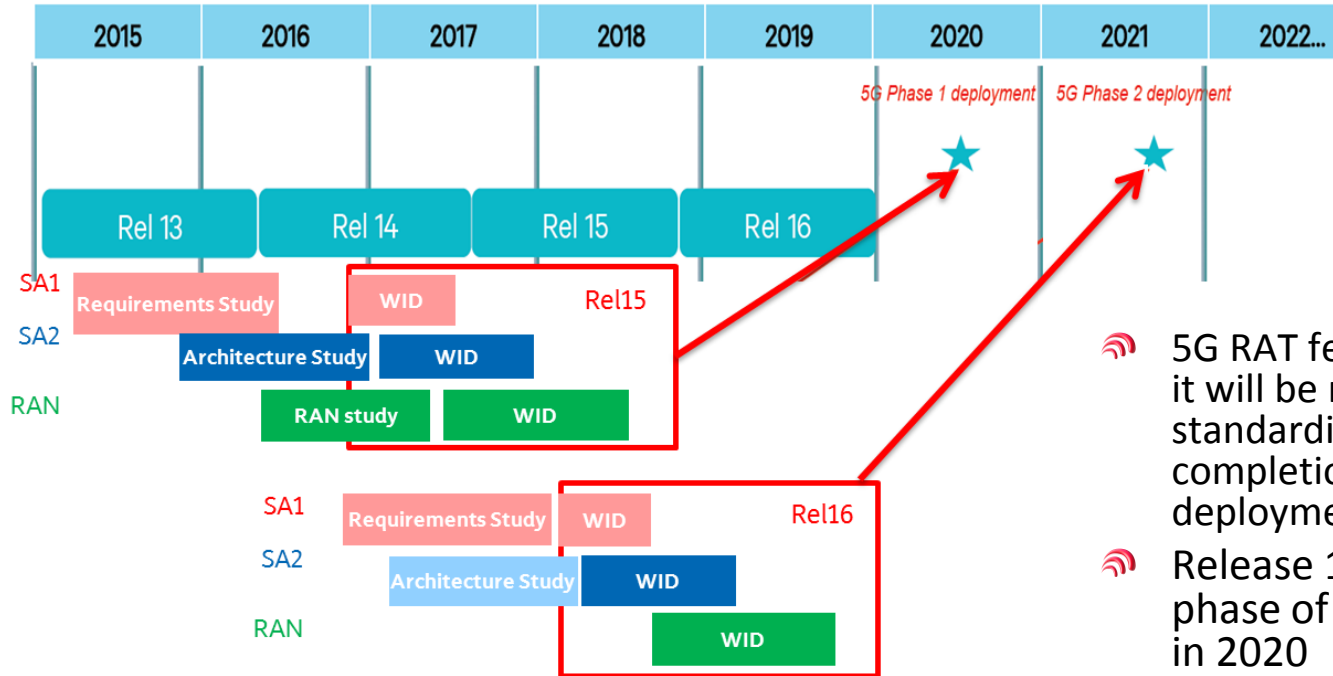 2015 2016 2017 2018 2019 2020 2021 2022...
5G Phase 1 deployment 5G Phase 2 deployment
Rel 13 Rel 14 Rel 15 Rel 16
SA1
Requirements Study WID Rel15
SA2
Architecture Study WID
RAN
RAN study WID
SA1
Requirements Study WID Rel16
SA2
Architecture Study WID
RAN
WID
5G RAT fe
it will be
standardi
completi
deployme
Release 1
phase of
in 2020